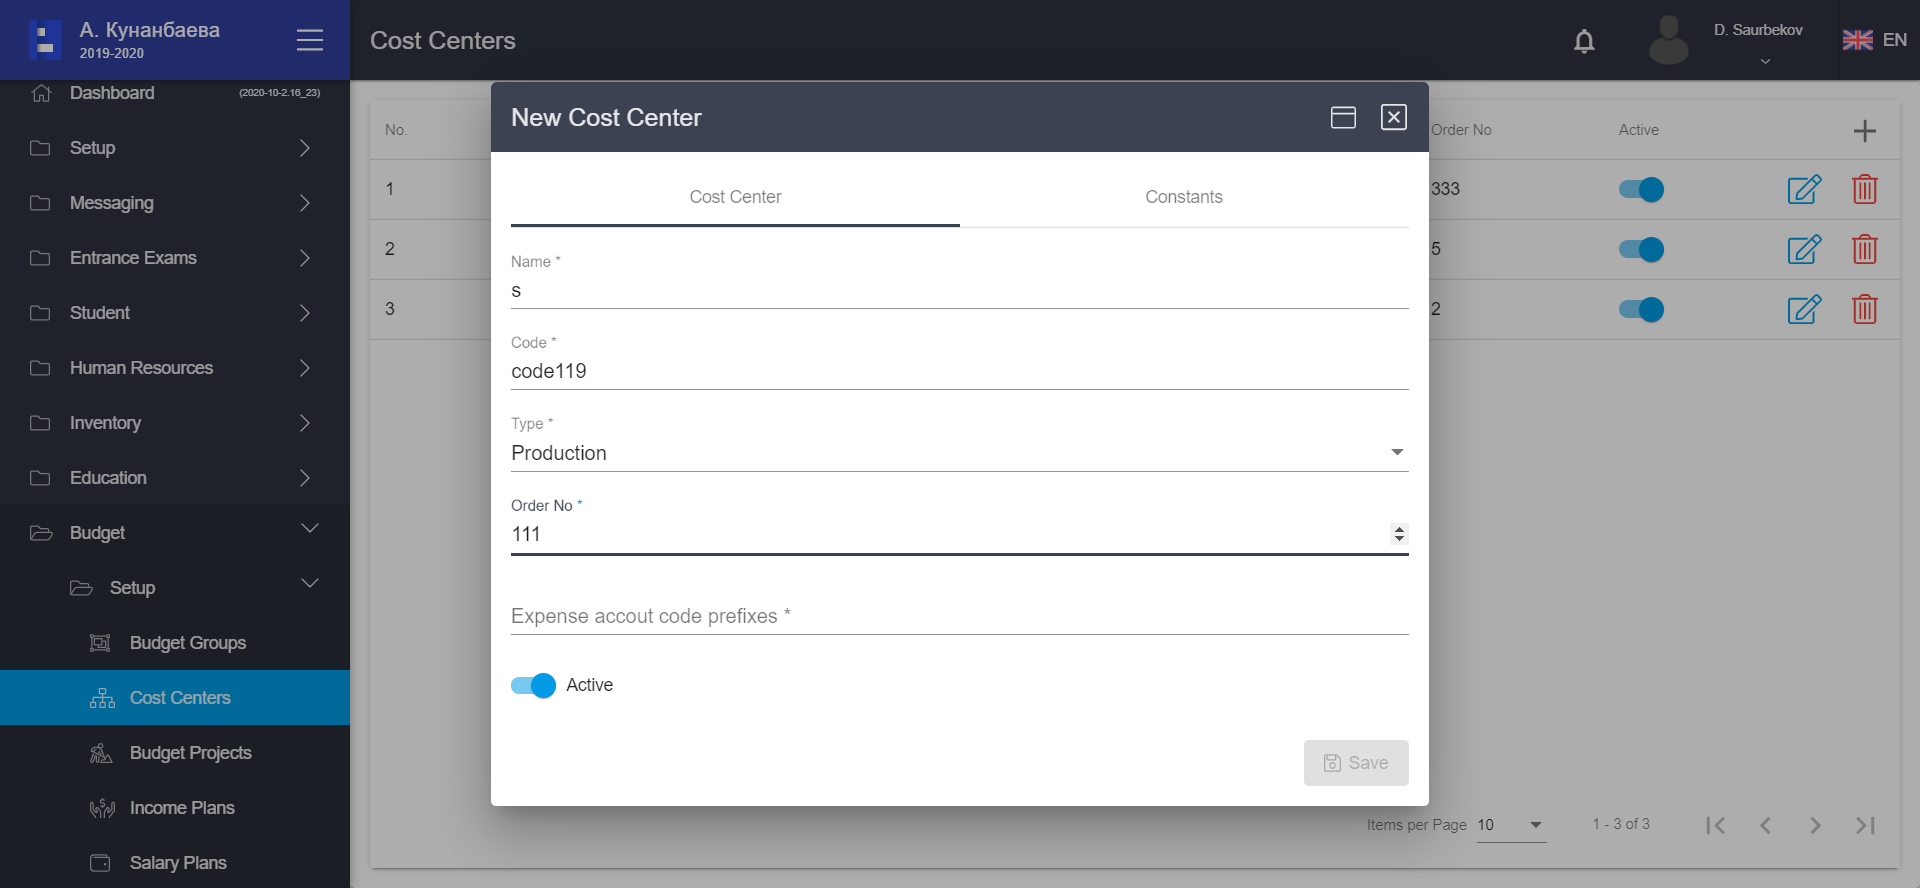 А. Кунанбаева
2019-2020
Cost Centers
D. Saurbekov
EN
Dashboard
(2020-10-2.16_23)
Setup
Messaging
Entrance Exams
Student
Human Resources
Inventory
Education
Budget
Setup
Budget Groups
Cost Centers
Budget Projects
Income Plans
Salary Plans
No.
Order No
Active
1
333
2
5
3
2
New Cost Center
Cost Center
Constants
Name *
s
Code *
code119
Type *
Production
Order No *
111
Expense accout code prefixes *
Active
Save
Items per Page
10
1 - 3 of 3